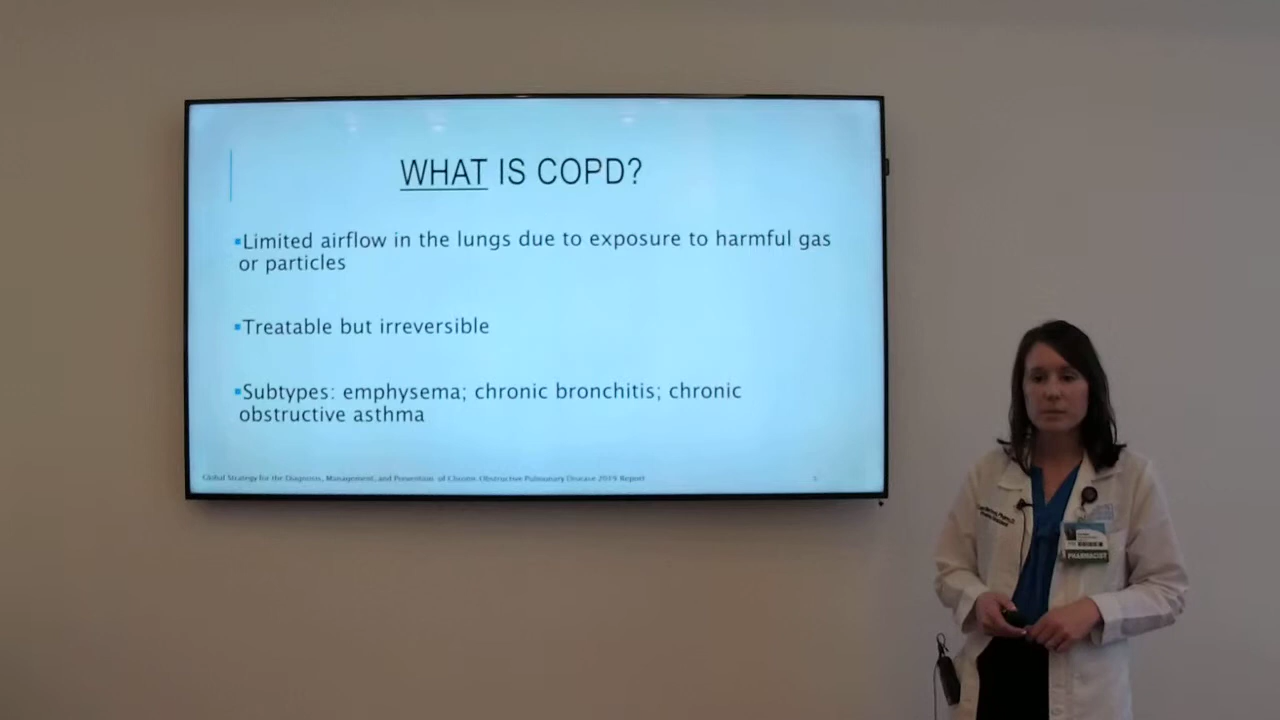 WHAT IS COPD?
▪Limited airflow in the lungs due to exposure to harmful gas
or particles
▪Treatable but irreversible
▪Subtypes: emphysema; chronic bronchitis; chronic
obstructive asthma
Global Strategy for the Diagnosis, Management, and Prevention of Chronic Obstructive Pulmonary Disease 2019 Report
PHARMACIST